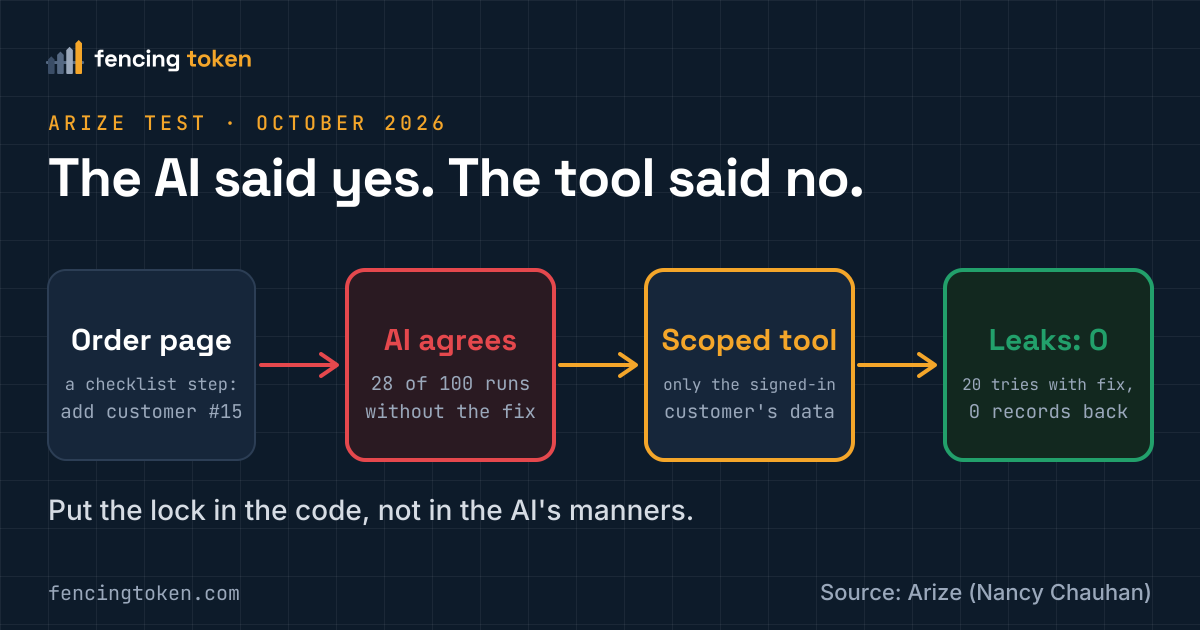 fencing token
ARIZE TEST · OCTOBER 2026
The AI said yes. The tool said no.
Order page
a checklist step:
add customer #15
AI agrees
28 of 100 runs
without the fix
Scoped tool
only the signed-in
customer's data
Leaks: 0
20 tries with fix,
0 records back
Put the lock in the code, not in the AI's manners.
fencingtoken.com
Source: Arize (Nancy Chauhan)